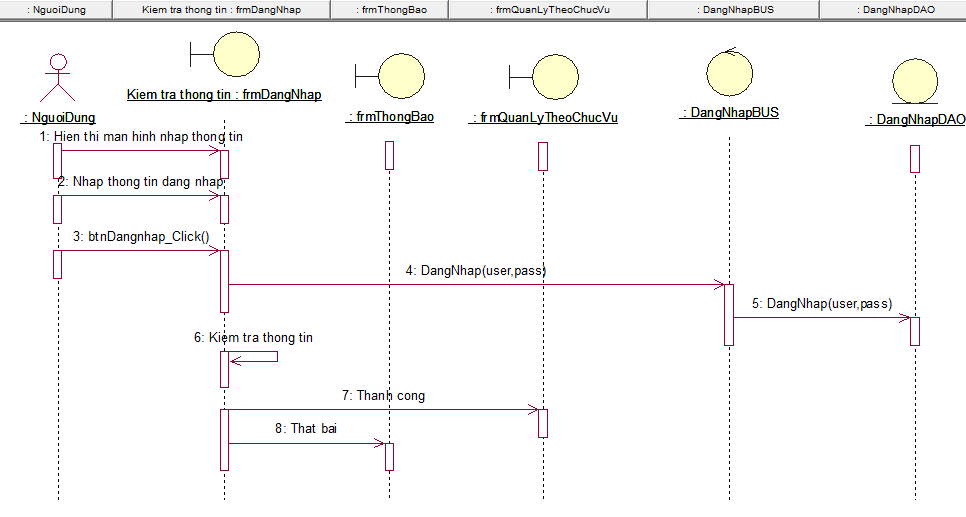 : NguoiDung
Kiem tra thong tin : frmDangNhap
: frmThongBao
: frmQuanLyTheoChucVu
: DangNhapBUS
: DangNhapDAO
: NguoiDung
Kiem tra thong tin : frmDangNhap
: frmThongBao
: frmQuanLyTheoChucVu
: DangNhapBUS
: DangNhapDAO
1: Hien thi man hinh nhap thong tin
2: Nhap thong tin dang nhap
3: btnDangnhap_Click()
4: DangNhap(user,pass)
5: DangNhap(user,pass)
6: Kiem tra thong tin
7: Thanh cong
8: That bai